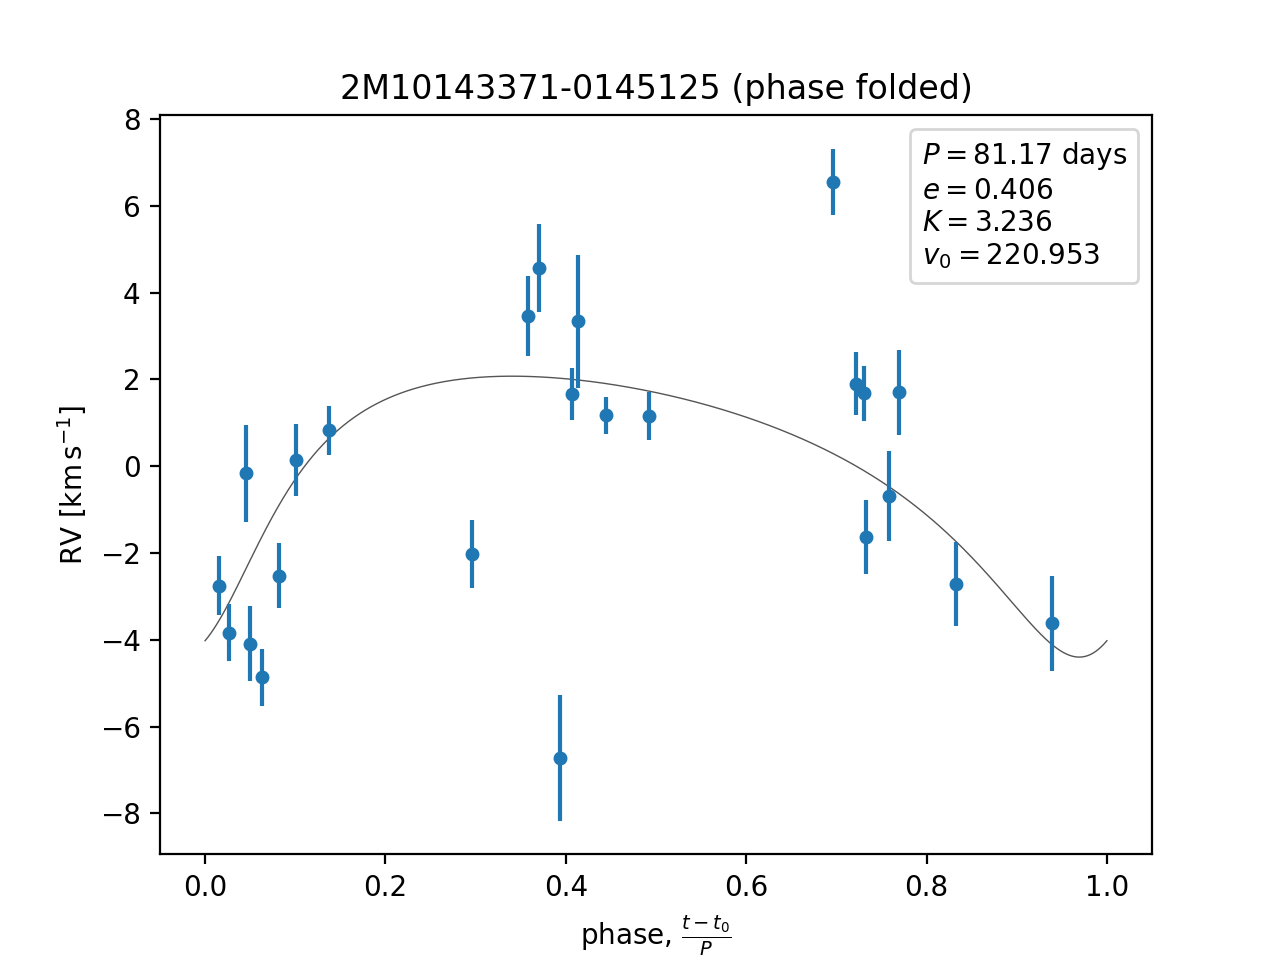 2M10143371-0145125 (phase folded)
P = 81.17 days
e = 0.406
K = 3.236
v₀ = 220.953
RV [km s⁻¹]
8
6
4
2
0
−2
−4
−6
−8
0.0 0.2 0.4 0.6 0.8 1.0
phase, (t − t₀)/P